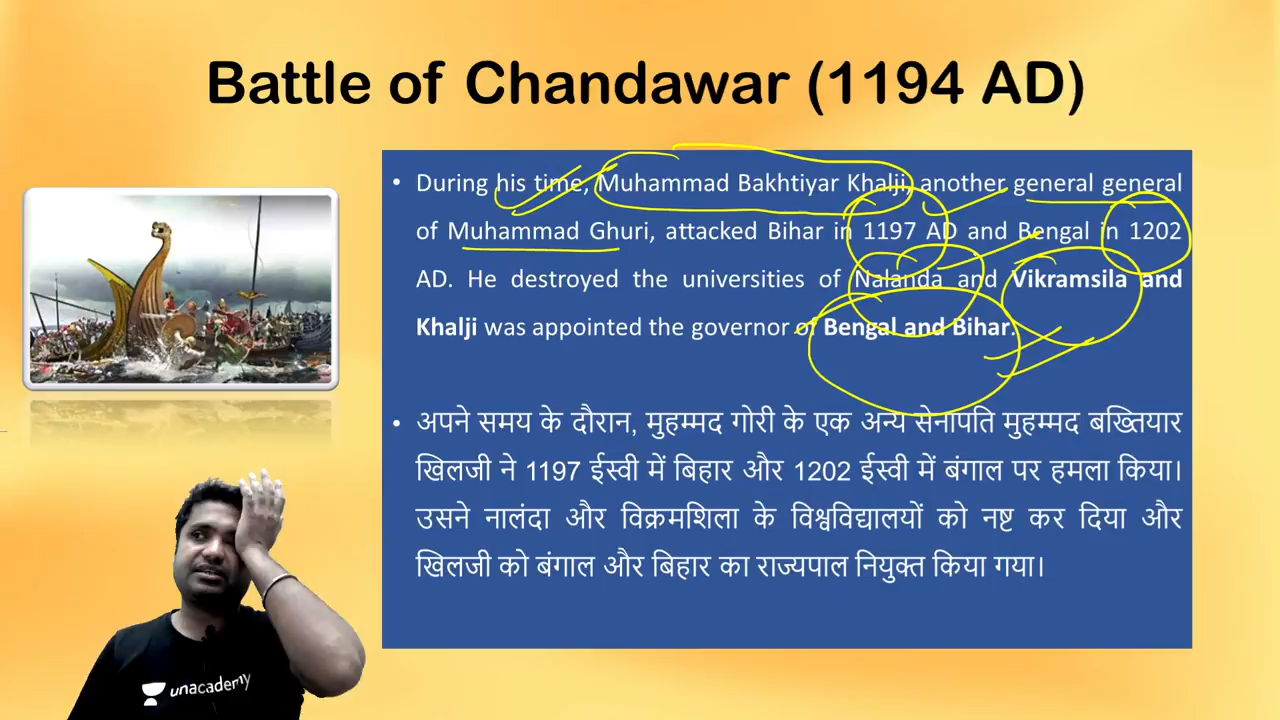 Battle of Chandawar (1194 AD)
• During his time, Muhammad Bakhtiyar Khalji, another general general
of Muhammad Ghuri, attacked Bihar in 1197 AD and Bengal in 1202
AD. He destroyed the universities of Nalanda and Vikramsila and
Khalji was appointed the governor of Bengal and Bihar.
• अपने समय के दौरान, मुहम्मद गोरी के एक अन्य सेनापति मुहम्मद बख्तियार
खिलजी ने 1197 ईस्वी में बिहार और 1202 ईस्वी में बंगाल पर हमला किया।
उसने नालंदा और विक्रमशिला के विश्वविद्यालयों को नष्ट कर दिया और
खिलजी को बंगाल और बिहार का राज्यपाल नियुक्त किया गया।
unacademy